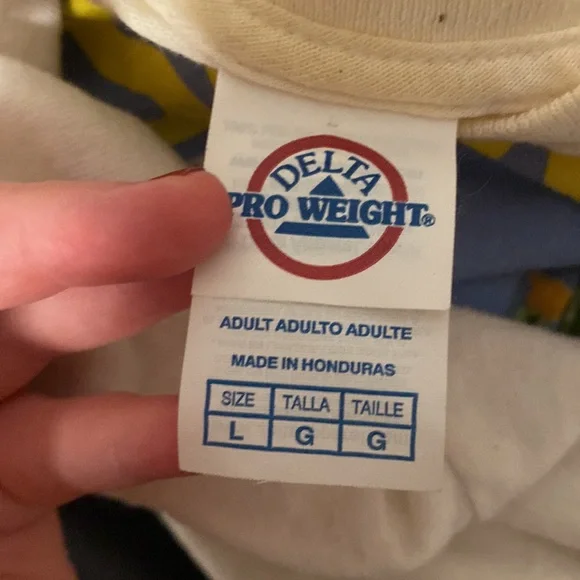 DELTA
PRO WEIGHT®
ADULT ADULTO ADULTE
MADE IN HONDURAS
SIZE TALLA TAILLE
L G G